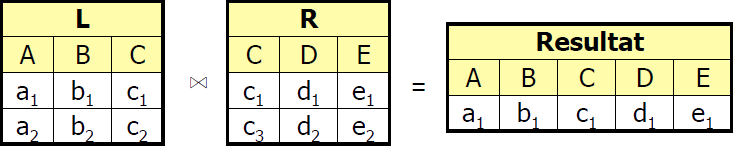 L
A B C
a₁ b₁ c₁
a₂ b₂ c₂
⋈
R
C D E
c₁ d₁ e₁
c₃ d₂ e₂
=
Resultat
A B C D E
a₁ b₁ c₁ d₁ e₁